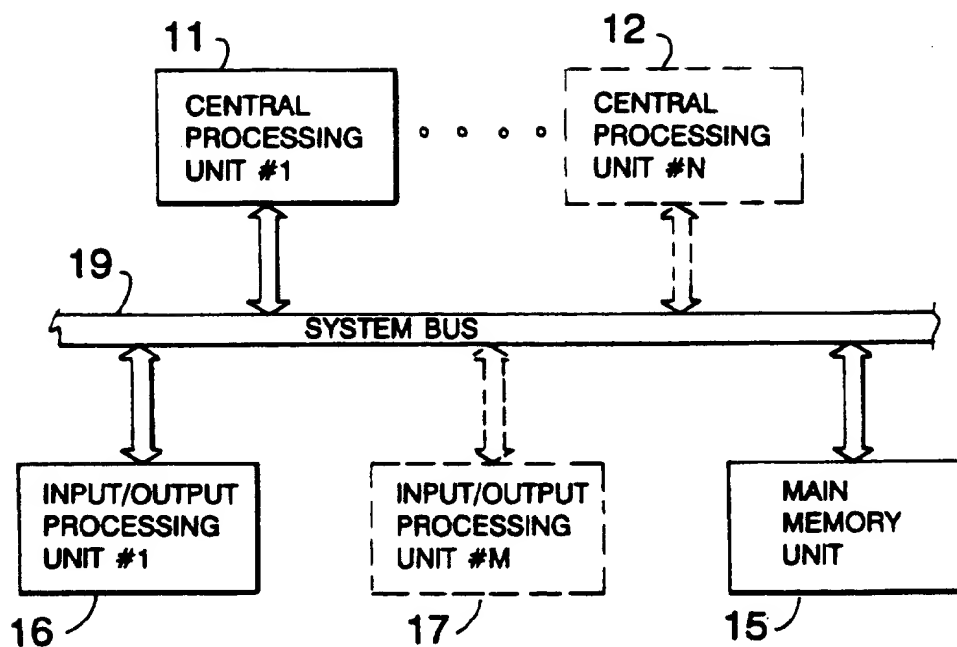 11
12
CENTRAL
PROCESSING
UNIT #1
CENTRAL
PROCESSING
UNIT #N
19
SYSTEM BUS
INPUT/OUTPUT
PROCESSING
UNIT #1
INPUT/OUTPUT
PROCESSING
UNIT #M
MAIN
MEMORY
UNIT
16
17
15